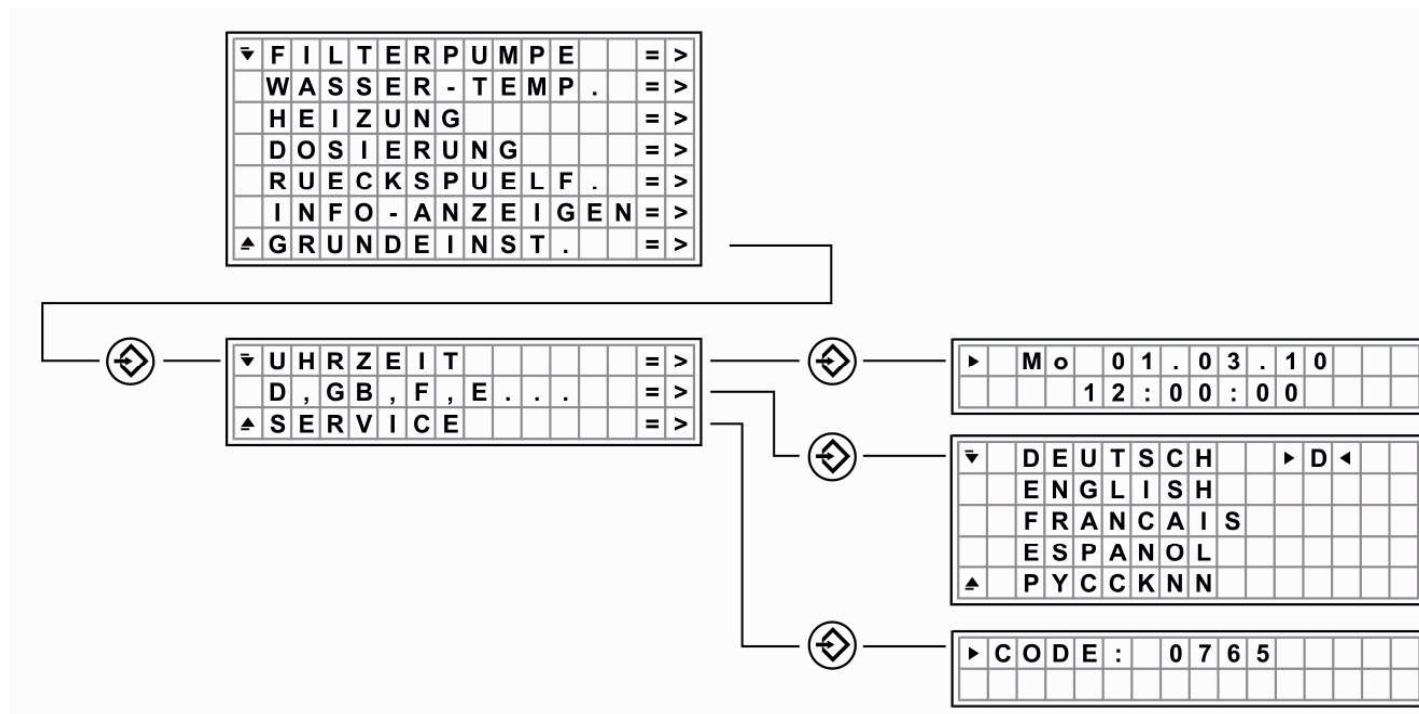 FILTERPUMPE =>
WASSER-TEMP. =>
HEIZUNG =>
DOSIERUNG =>
RUECKSPUELF. =>
INFO-ANZEIGEN=>
GRUNDEINST. =>
UHRZEIT =>
D,GB,F,E... =>
SERVICE =>
Mo 01.03.10
12:00:00
DEUTSCH ▸D◂
ENGLISH
FRANCAIS
ESPANOL
PYCCKNN
▸CODE: 0765